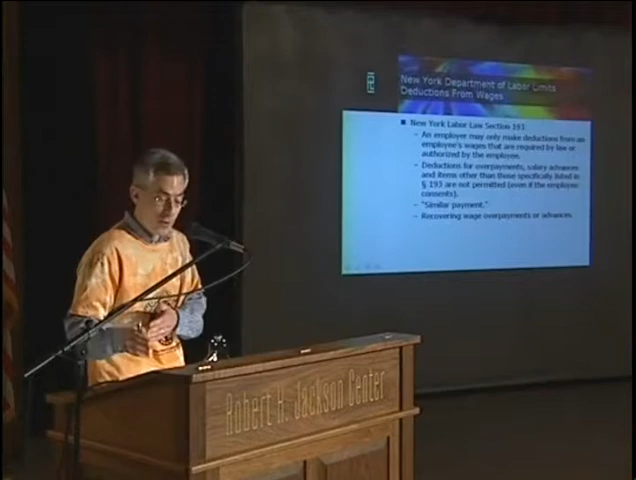 New York Department of Labor Limits
Deductions From Wages
New York Labor Law Section 193
- An employer may only make deductions from an
employee's wages that are required by law or
authorized by the employee.
- Deductions for overpayments, salary advances
and items other than those specifically listed in
§ 193 are not permitted (even if the employee
consents).
- "Similar payment."
- Recovering wage overpayments or advances.
Robert H. Jackson Center